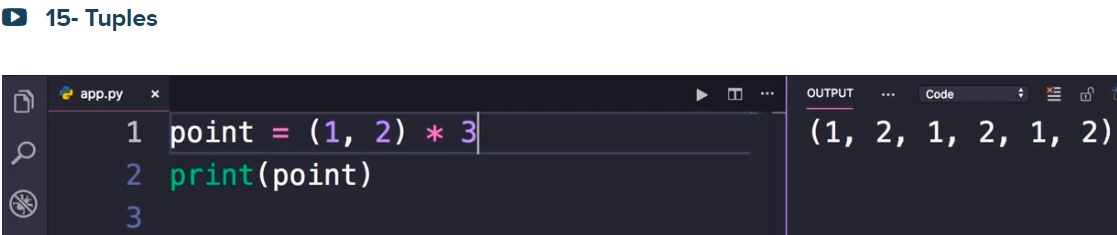 15- Tuples
app.py × ... OUTPUT ... Code
1 point = (1, 2) * 3
2 print(point)
3
(1, 2, 1, 2, 1, 2)